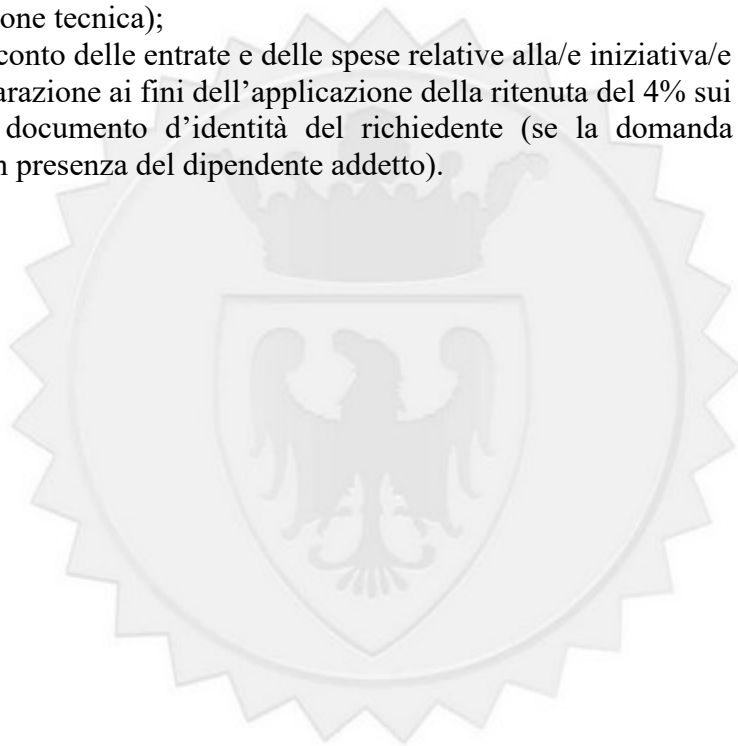 one tecnica);
conto delle entrate e delle spese relative alla/e iniziativa/e
arazione ai fini dell’applicazione della ritenuta del 4% sui
documento d’identità del richiedente (se la domanda
n presenza del dipendente addetto).